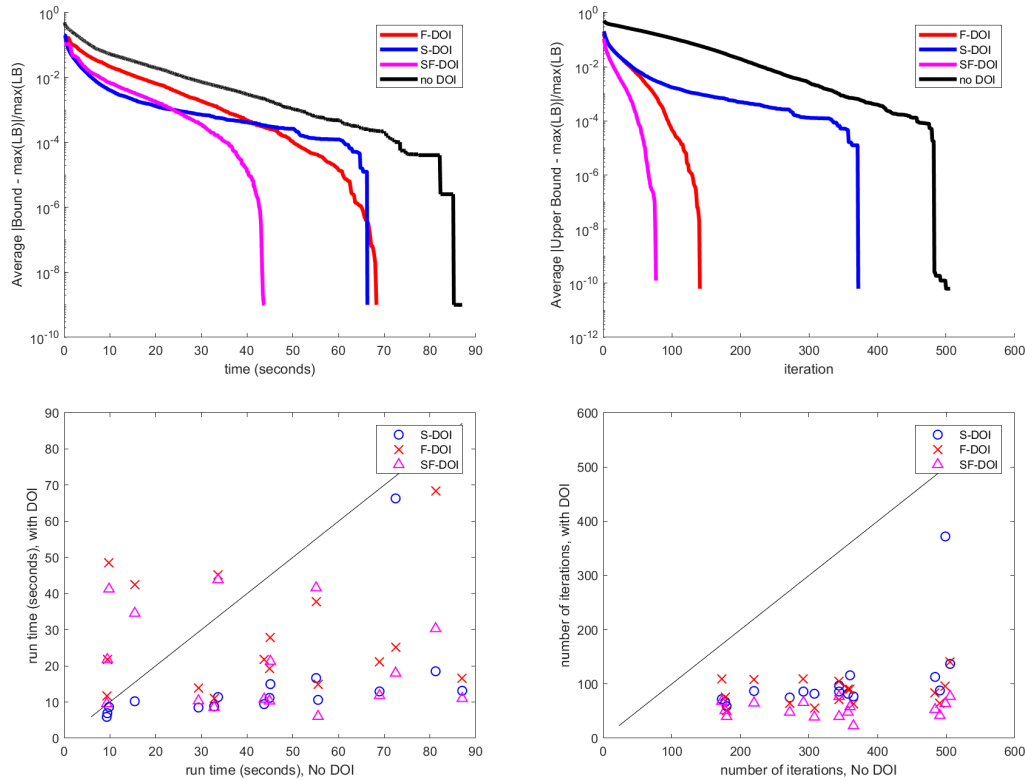 10^0
10^-2
10^-4
10^-6
10^-8
10^-10
Average |Bound - max(LB)|/max(LB)
0 10 20 30 40 50 60 70 80 90
time (seconds)
F-DOI
S-DOI
SF-DOI
no DOI
10^0
10^-2
10^-4
10^-6
10^-8
10^-10
10^-12
Average |Upper Bound - max(LB)|/max(LB)
0 100 200 300 400 500 600
iteration
F-DOI
S-DOI
SF-DOI
no DOI
90
80
70
60
50
40
30
20
10
0
run time (seconds), with DOI
0 10 20 30 40 50 60 70 80 90
run time (seconds), No DOI
S-DOI
F-DOI
SF-DOI
600
500
400
300
200
100
0
number of iterations, with DOI
0 100 200 300 400 500 600
number of iterations, No DOI
S-DOI
F-DOI
SF-DOI